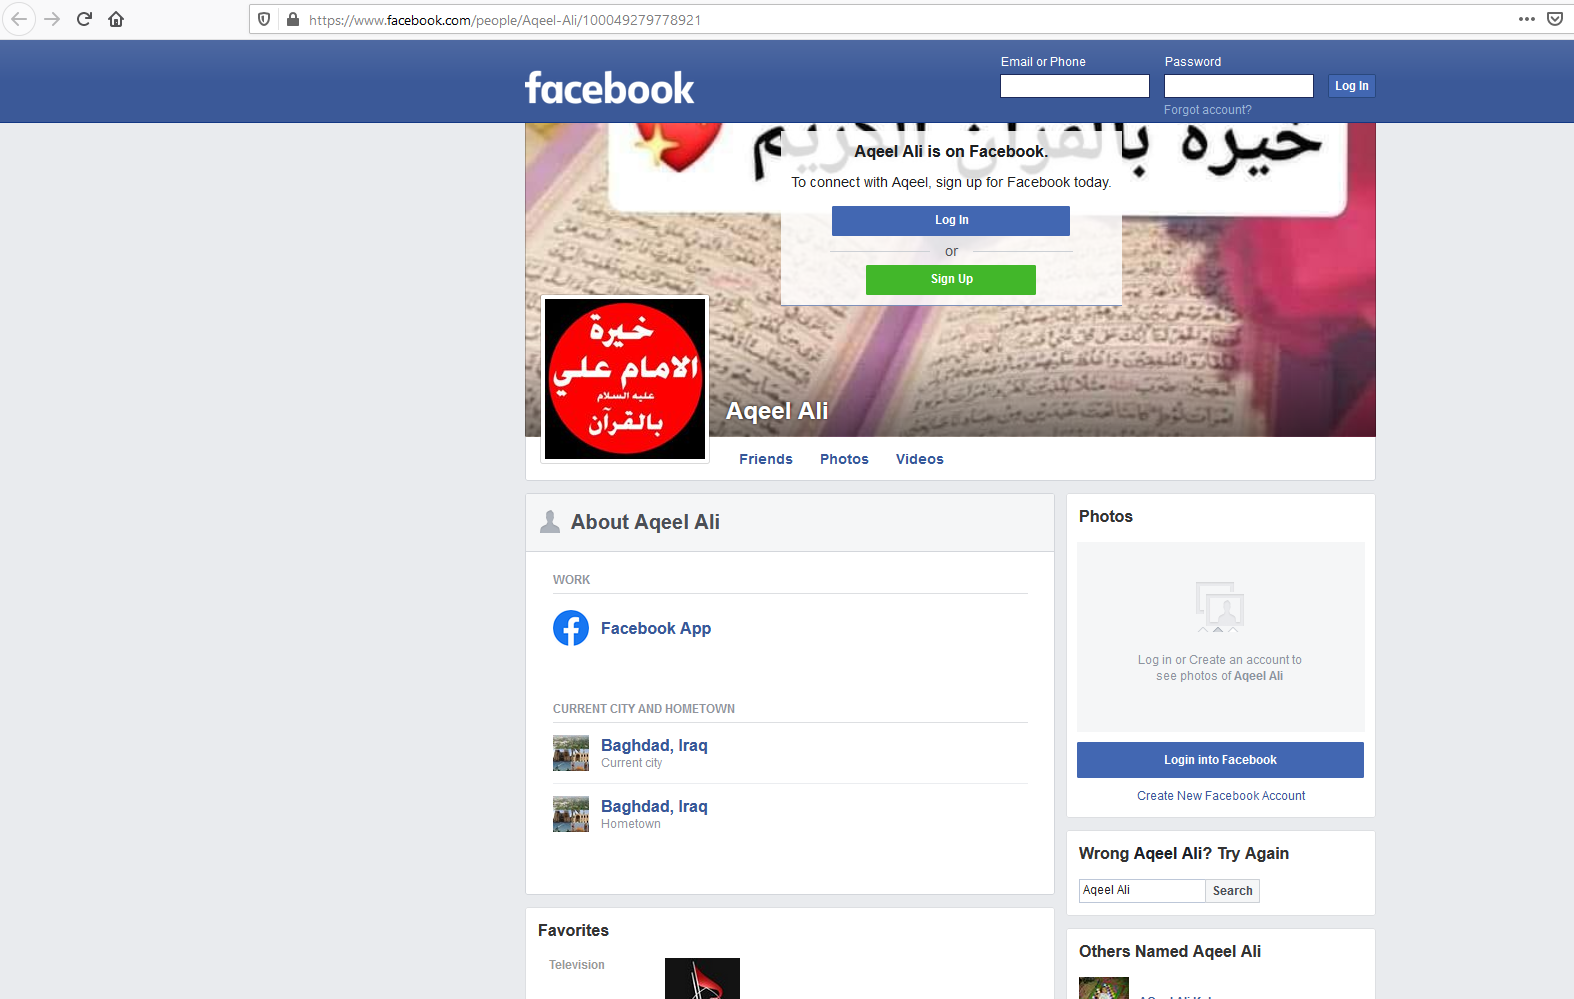 https://www.facebook.com/people/Aqeel-Ali/100049279778921
facebook
Email or Phone
Password
Log In
Forgot account?
خيرة بالقرآن الكريم
Aqeel Ali is on Facebook.
To connect with Aqeel, sign up for Facebook today.
Log In
or
Sign Up
خيرة
الامام علي
عليه السلام
بالقرآن
Aqeel Ali
Friends
Photos
Videos
About Aqeel Ali
WORK
Facebook App
CURRENT CITY AND HOMETOWN
Baghdad, Iraq
Current city
Baghdad, Iraq
Hometown
Favorites
Television
Photos
Log in or Create an account to
see photos of Aqeel Ali
Login into Facebook
Create New Facebook Account
Wrong Aqeel Ali? Try Again
Aqeel Ali
Search
Others Named Aqeel Ali